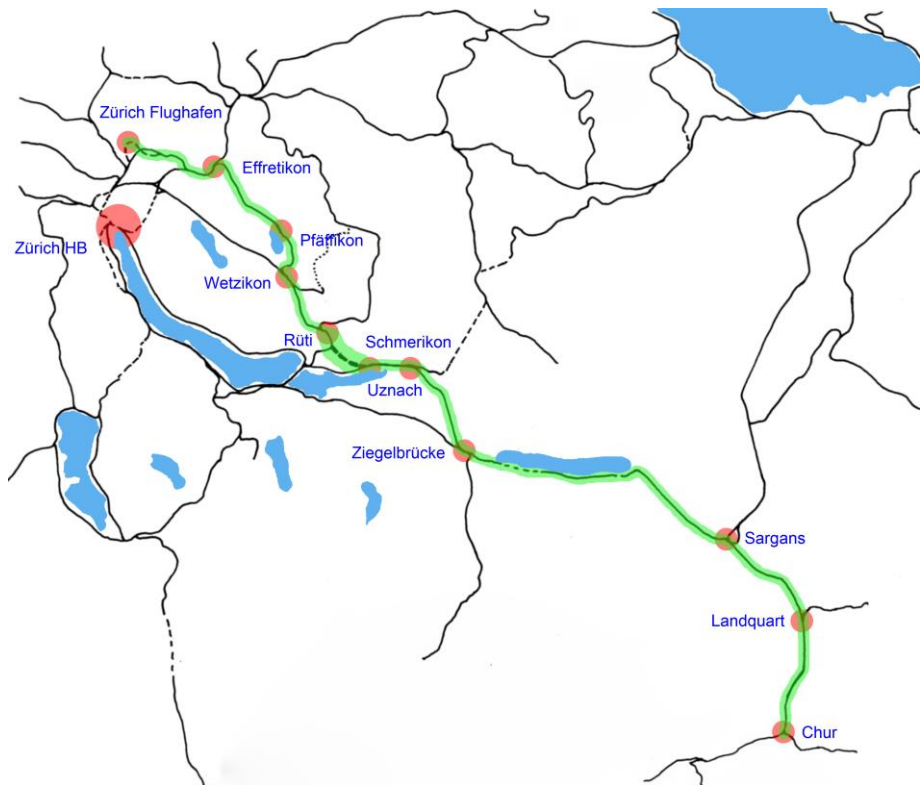 Zürich Flughafen
Effretikon
Pfäffikon
Zürich HB
Wetzikon
Rüti
Schmerikon
Uznach
Ziegelbrücke
Sargans
Landquart
Chur